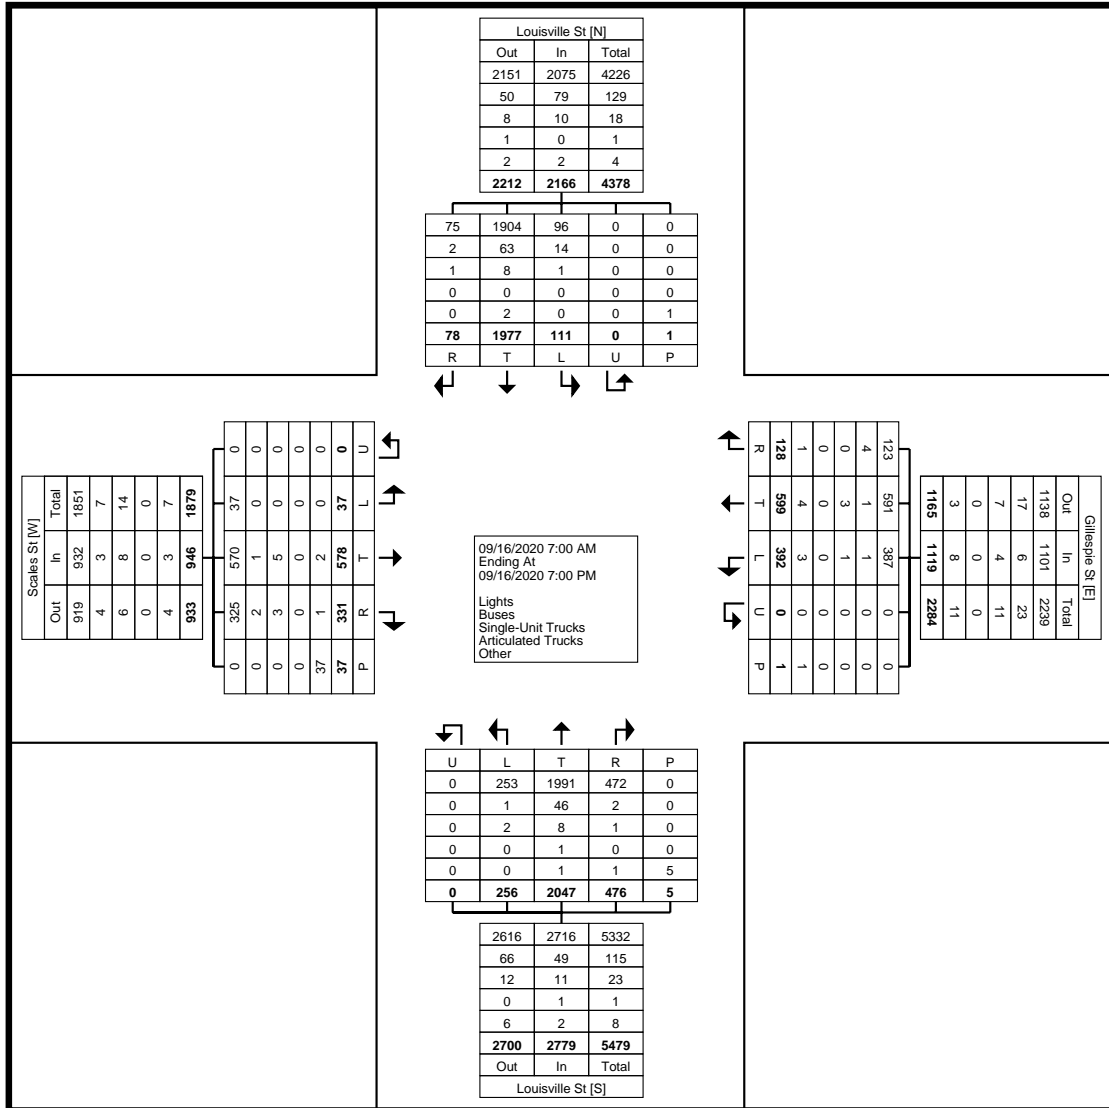 Louisville St [N]
Out In Total
2151 2075 4226
50 79 129
8 10 18
1 0 1
2 2 4
2212 2166 4378
75 1904 96 0 0
2 63 14 0 0
1 8 1 0 0
0 0 0 0 0
0 2 0 0 1
78 1977 111 0 1
R T L U P
Scales St [W]
Total In Out
1851 932 919
7 3 4
14 8 6
0 0 0
7 3 4
1879 946 933
0 37 570 325 0
0 0 1 2 0
0 0 5 3 0
0 0 0 0 0
0 0 2 1 37
0 37 578 331 37
U L T R P
09/16/2020 7:00 AM
Ending At
09/16/2020 7:00 PM
Lights
Buses
Single-Unit Trucks
Articulated Trucks
Other
Gillespie St [E]
Out In Total
1138 1101 2239
17 6 23
7 4 11
0 0 0
3 8 11
1165 1119 2284
123 591 387 0 0
4 1 1 0 0
0 3 1 0 0
0 0 0 0 0
1 4 3 0 1
128 599 392 0 1
R T L U P
U L T R P
0 253 1991 472 0
0 1 46 2 0
0 2 8 1 0
0 0 1 0 0
0 0 1 1 5
0 256 2047 476 5
2616 2716 5332
66 49 115
12 11 23
0 1 1
6 2 8
2700 2779 5479
Out In Total
Louisville St [S]